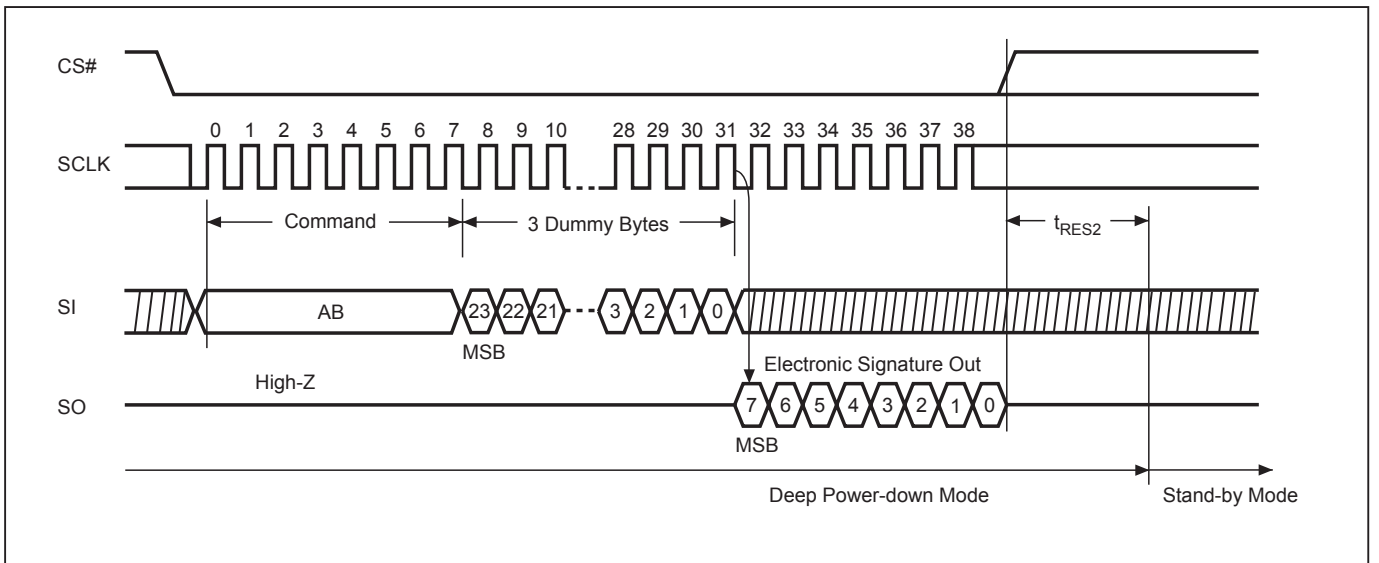 CS#
0 1 2 3 4 5 6 7 8 9 10 28 29 30 31 32 33 34 35 36 37 38
SCLK
Command
3 Dummy Bytes
tRES2
SI
AB
23 22 21 3 2 1 0
MSB
High-Z
Electronic Signature Out
SO
7 6 5 4 3 2 1 0
MSB
Deep Power-down Mode
Stand-by Mode